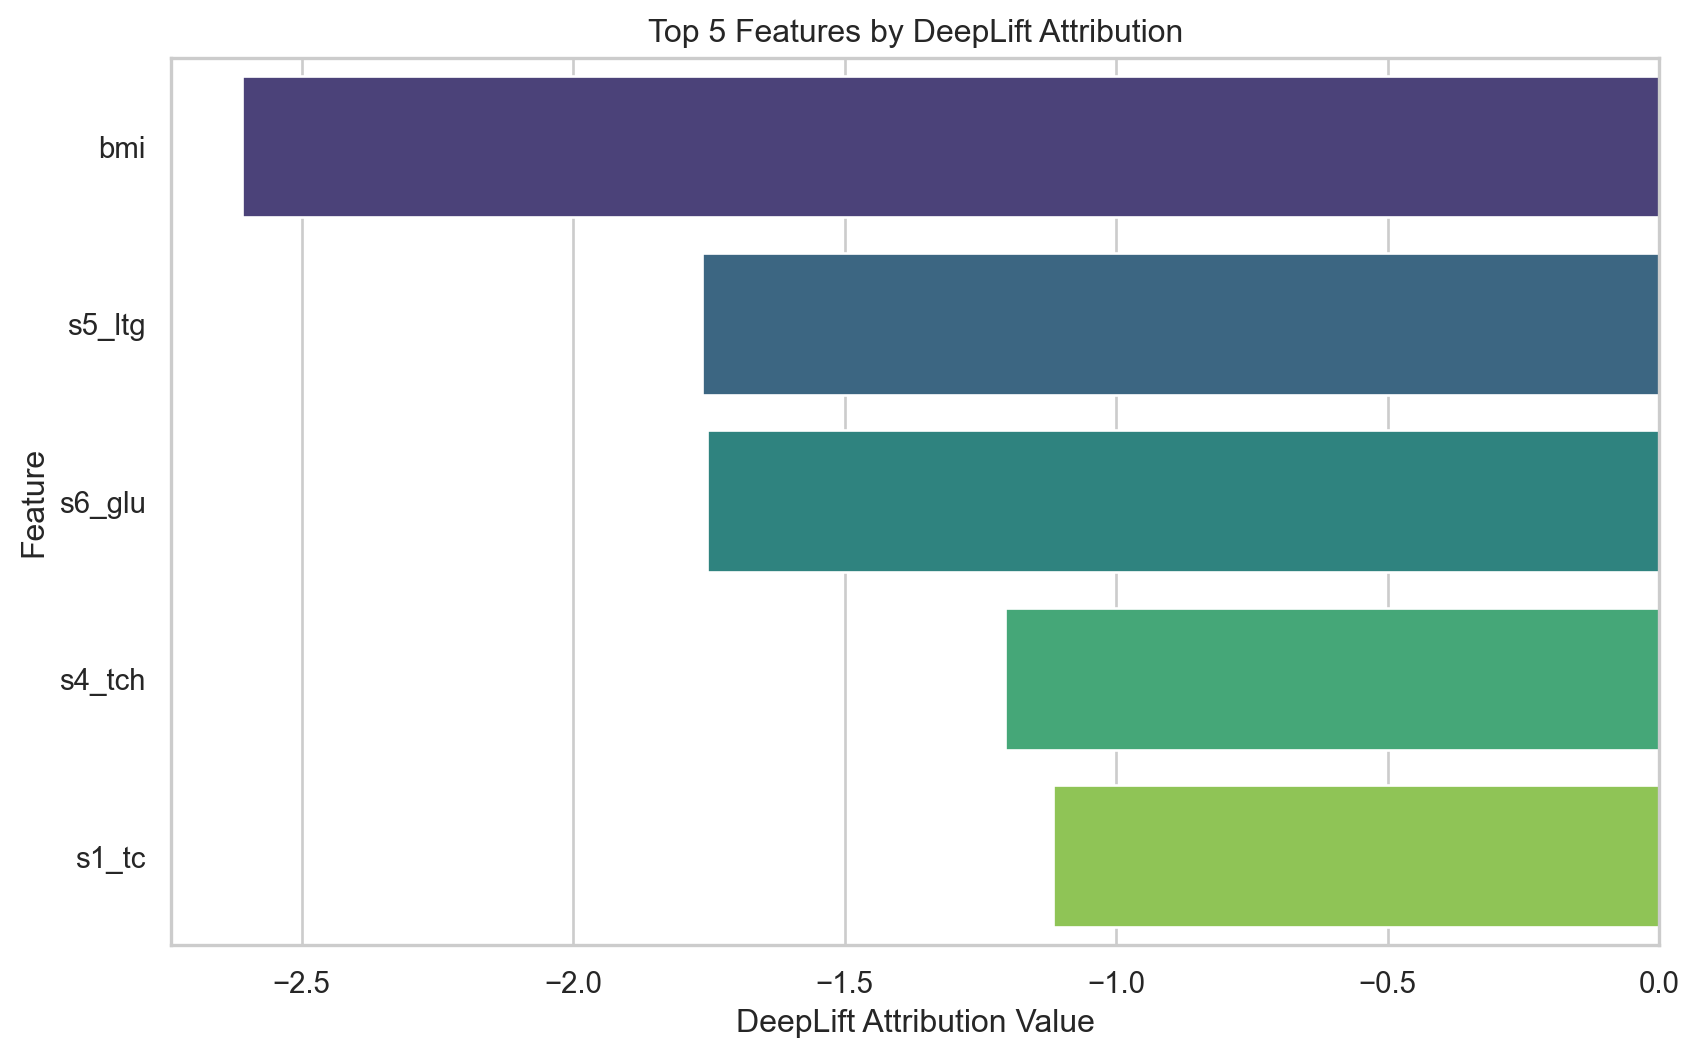 Top 5 Features by DeepLift Attribution
bmi
s5_ltg
s6_glu
s4_tch
s1_tc
Feature
−2.5 −2.0 −1.5 −1.0 −0.5 0.0
DeepLift Attribution Value